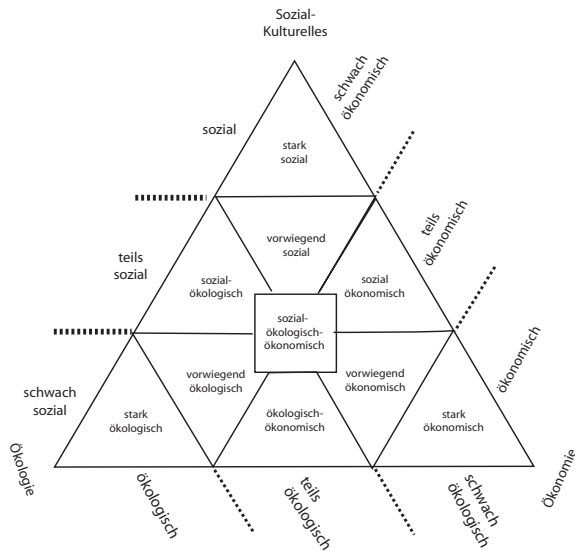 Sozial-
Kulturelles
schwach
ökonomisch
sozial
stark
sozial
teils
ökonomisch
vorwiegend
sozial
teils
sozial
sozial-
ökologisch
sozial
ökonomisch
sozial-
ökologisch-
ökonomisch
ökonomisch
schwach
sozial
vorwiegend
ökologisch
vorwiegend
ökonomisch
stark
ökologisch
ökologisch-
ökonomisch
stark
ökonomisch
Ökologie
ökologisch
teils
ökologisch
schwach
ökologisch
Ökonomie